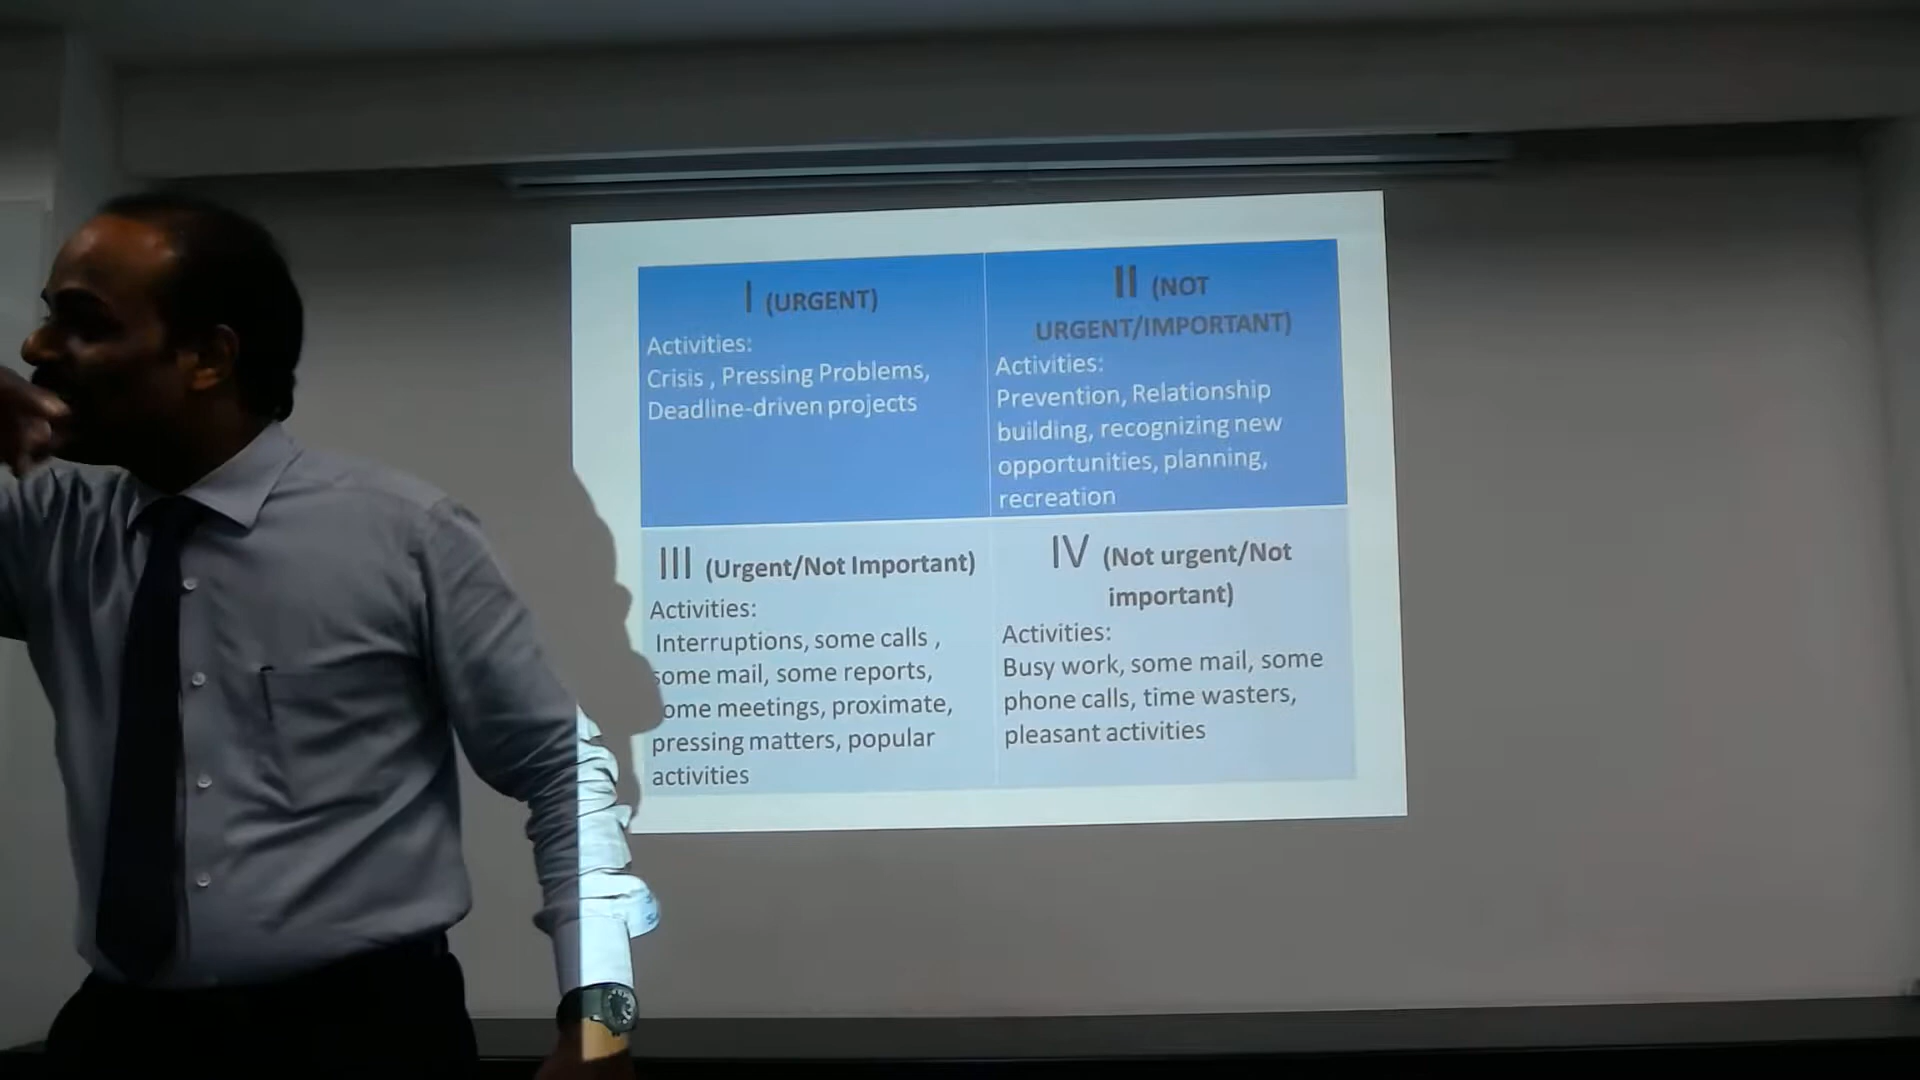 I (URGENT)
Activities:
Crisis , Pressing Problems,
Deadline-driven projects
II (NOT
URGENT/IMPORTANT)
Activities:
Prevention, Relationship
building, recognizing new
opportunities, planning,
recreation
III (Urgent/Not Important)
Activities:
Interruptions, some calls ,
some mail, some reports,
some meetings, proximate,
pressing matters, popular
activities
IV (Not urgent/Not
important)
Activities:
Busy work, some mail, some
phone calls, time wasters,
pleasant activities